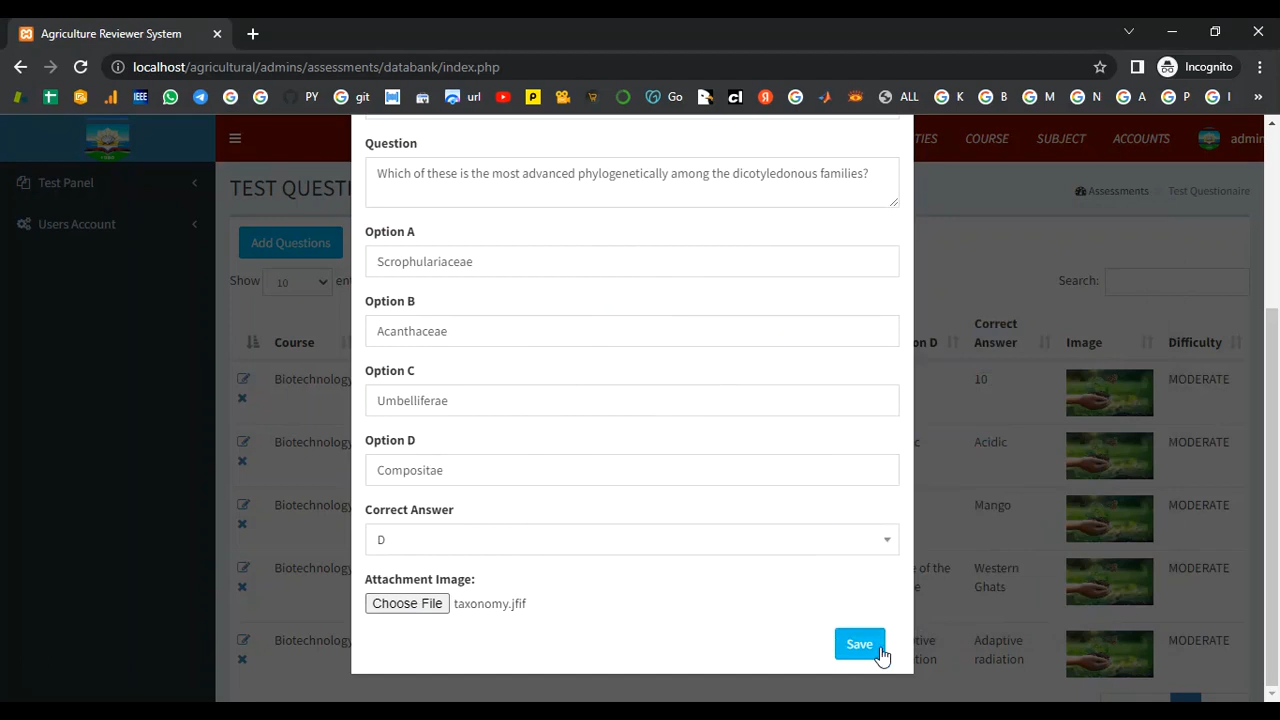 Agriculture Reviewer System
localhost/agricultural/admins/assessments/databank/index.php
Incognito
IEEE
PY
git
url
Go
ALL
K
B
M
N
A
P
I
»
COURSE
SUBJECT
ACCOUNTS
admin
Test Panel
Users Account
TEST QUESTI
Assessments
Test Questionaire
Add Questions
Show 10 ent
Search:
Question
Which of these is the most advanced phylogenetically among the dicotyledonous families?
Option A
Scrophulariaceae
Option B
Acanthaceae
Option C
Umbelliferae
Option D
Compositae
Correct Answer
D
Attachment Image:
Choose File taxonomy.jfif
Save
Course
on D
Correct Answer
Image
Difficulty
Biotechnology
10
MODERATE
Biotechnology
Acidic
MODERATE
Biotechnology
Mango
MODERATE
Biotechnology
e of the
Western Ghats
MODERATE
Biotechnology
Adaptive radiation
MODERATE